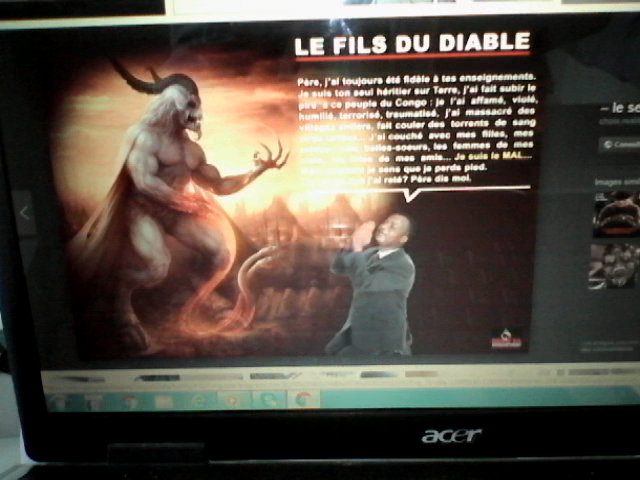 LE FILS DU DIABLE
Père, j'ai toujours été fidèle à tes enseignements.
Je suis ton seul héritier sur Terre, j'ai fait subir le
pire à ce peuple du Congo : je l'ai affamé, violé,
humilié, terrorisé, traumatisé, j'ai massacré des
villages entiers, fait couler des torrents de sang
J'ai couché avec mes filles, mes
belles-soeurs, les femmes de mes
de mes amis... Je suis le MAL...
je sens que je perds pied.
j'ai raté? Père dis moi.
– le se
Images
acer